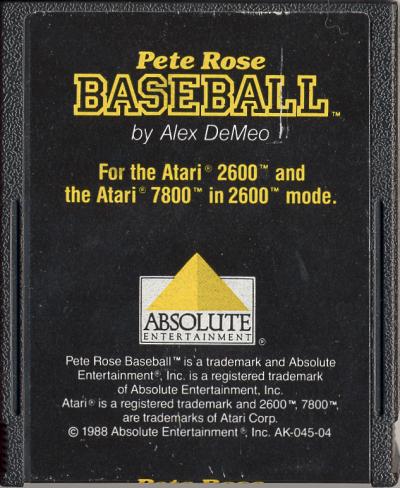 Pete Rose
BASEBALL™
by Alex DeMeo
For the Atari® 2600™ and
the Atari® 7800™ in 2600™ mode.
ABSOLUTE
ENTERTAINMENT®
Pete Rose Baseball™ is a trademark and Absolute
Entertainment®, Inc. is a registered trademark
of Absolute Entertainment, Inc.
Atari® is a registered trademark and 2600™, 7800™,
are trademarks of Atari Corp.
© 1988 Absolute Entertainment®, Inc. AK-045-04
Pete Rose